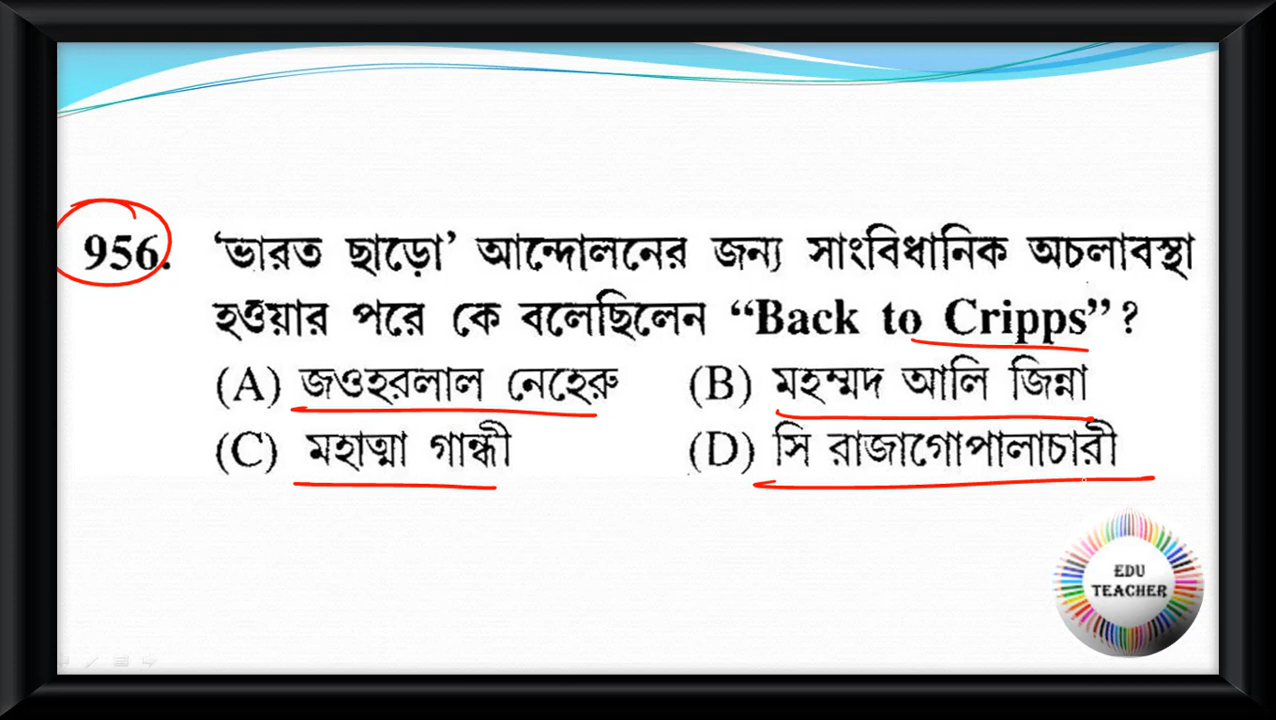 956. ‘ভারত ছাড়ো’ আন্দোলনের জন্য সাংবিধানিক অচলাবস্থা
হওয়ার পরে কে বলেছিলেন “Back to Cripps”?
(A) জওহরলাল নেহেরু (B) মহম্মদ আলি জিন্না
(C) মহাত্মা গান্ধী (D) সি রাজাগোপালাচারী
EDU
TEACHER